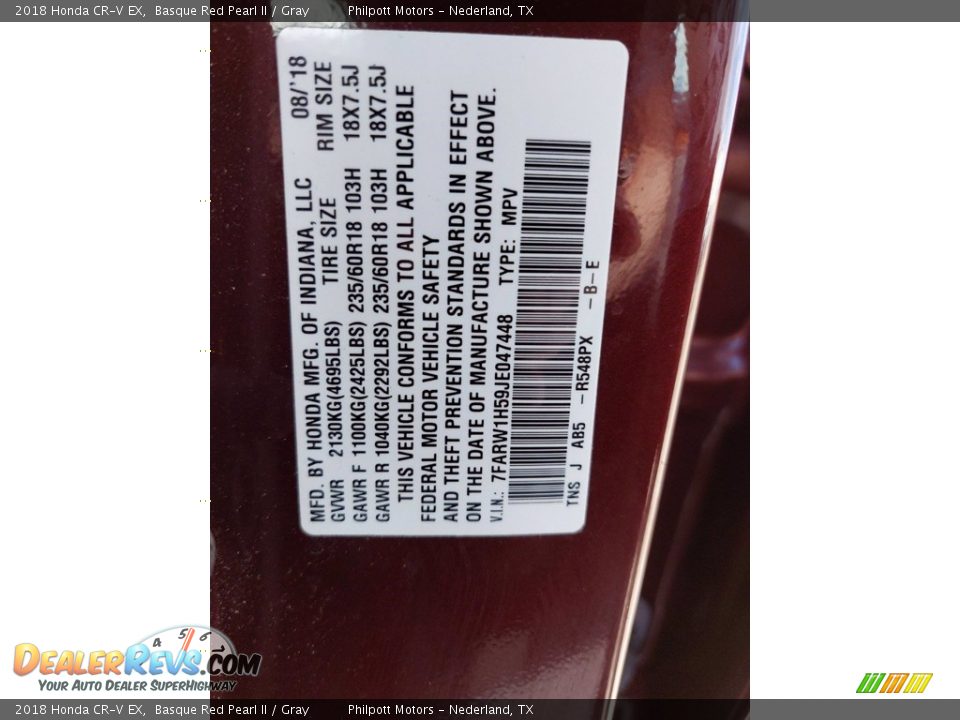 2018 Honda CR-V EX, Basque Red Pearl II / Gray Philpott Motors - Nederland, TX
MFD. BY HONDA MFG. OF INDIANA, LLC 08/'18
GVWR 2130KG(4695LBS) TIRE SIZE RIM SIZE
GAWR F 1100KG(2425LBS) 235/60R18 103H 18X7.5J
GAWR R 1040KG(2292LBS) 235/60R18 103H 18X7.5J
THIS VEHICLE CONFORMS TO ALL APPLICABLE
FEDERAL MOTOR VEHICLE SAFETY
AND THEFT PREVENTION STANDARDS IN EFFECT
ON THE DATE OF MANUFACTURE SHOWN ABOVE.
V.I.N.: 7FARW1H59JE047448 TYPE: MPV
TNS J AB5 -R548PX -B-E
4 5 6
DEALERREVS.COM
YOUR AUTO DEALER SUPERHIGHWAY
2018 Honda CR-V EX, Basque Red Pearl II / Gray Philpott Motors - Nederland, TX